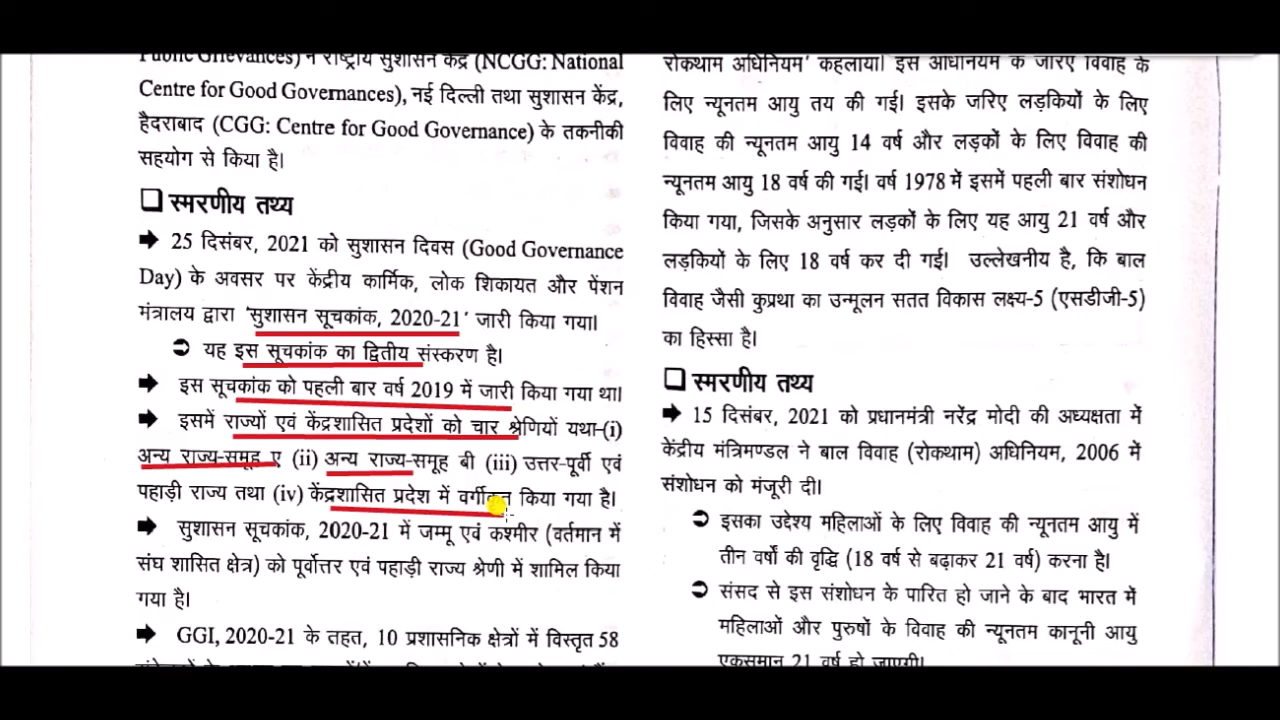 Public Grievances) ने राष्ट्रीय सुशासन केंद्र (NCGG: National
Centre for Good Governances), नई दिल्ली तथा सुशासन केंद्र,
हैदराबाद (CGG: Centre for Good Governance) के तकनीकी
सहयोग से किया है।
❑ स्मरणीय तथ्य
➡ 25 दिसंबर, 2021 को सुशासन दिवस (Good Governance
Day) के अवसर पर केंद्रीय कार्मिक, लोक शिकायत और पेंशन
मंत्रालय द्वारा 'सुशासन सूचकांक, 2020-21' जारी किया गया।
➲ यह इस सूचकांक का द्वितीय संस्करण है।
➡ इस सूचकांक को पहली बार वर्ष 2019 में जारी किया गया था।
➡ इसमें राज्यों एवं केंद्रशासित प्रदेशों को चार श्रेणियों यथा-(i)
अन्य राज्य-समूह ए (ii) अन्य राज्य-समूह बी (iii) उत्तर-पूर्वी एवं
पहाड़ी राज्य तथा (iv) केंद्रशासित प्रदेश में वर्गीकृत किया गया है।
➡ सुशासन सूचकांक, 2020-21 में जम्मू एवं कश्मीर (वर्तमान में
संघ शासित क्षेत्र) को पूर्वोत्तर एवं पहाड़ी राज्य श्रेणी में शामिल किया
गया है।
➡ GGI, 2020-21 के तहत, 10 प्रशासनिक क्षेत्रों में विस्तृत 58
रोकथाम अधिनियम' कहलाया। इस अधिनियम के जरिए विवाह के
लिए न्यूनतम आयु तय की गई। इसके जरिए लड़कियों के लिए
विवाह की न्यूनतम आयु 14 वर्ष और लड़कों के लिए विवाह की
न्यूनतम आयु 18 वर्ष की गई। वर्ष 1978 में इसमें पहली बार संशोधन
किया गया, जिसके अनुसार लड़कों के लिए यह आयु 21 वर्ष और
लड़कियों के लिए 18 वर्ष कर दी गई। उल्लेखनीय है, कि बाल
विवाह जैसी कुप्रथा का उन्मूलन सतत विकास लक्ष्य-5 (एसडीजी-5)
का हिस्सा है।
❑ स्मरणीय तथ्य
➡ 15 दिसंबर, 2021 को प्रधानमंत्री नरेंद्र मोदी की अध्यक्षता में
केंद्रीय मंत्रिमण्डल ने बाल विवाह (रोकथाम) अधिनियम, 2006 में
संशोधन को मंजूरी दी।
➲ इसका उद्देश्य महिलाओं के लिए विवाह की न्यूनतम आयु में
तीन वर्षों की वृद्धि (18 वर्ष से बढ़ाकर 21 वर्ष) करना है।
➲ संसद से इस संशोधन के पारित हो जाने के बाद भारत में
महिलाओं और पुरुषों के विवाह की न्यूनतम कानूनी आयु
एकसमान 21 वर्ष हो जाएगी।